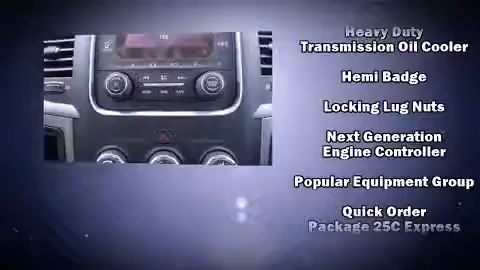 Heavy Duty
Transmission Oil Cooler
Hemi Badge
Locking Lug Nuts
Next Generation
Engine Controller
Popular Equipment Group
Quick Order
Package 25C Express